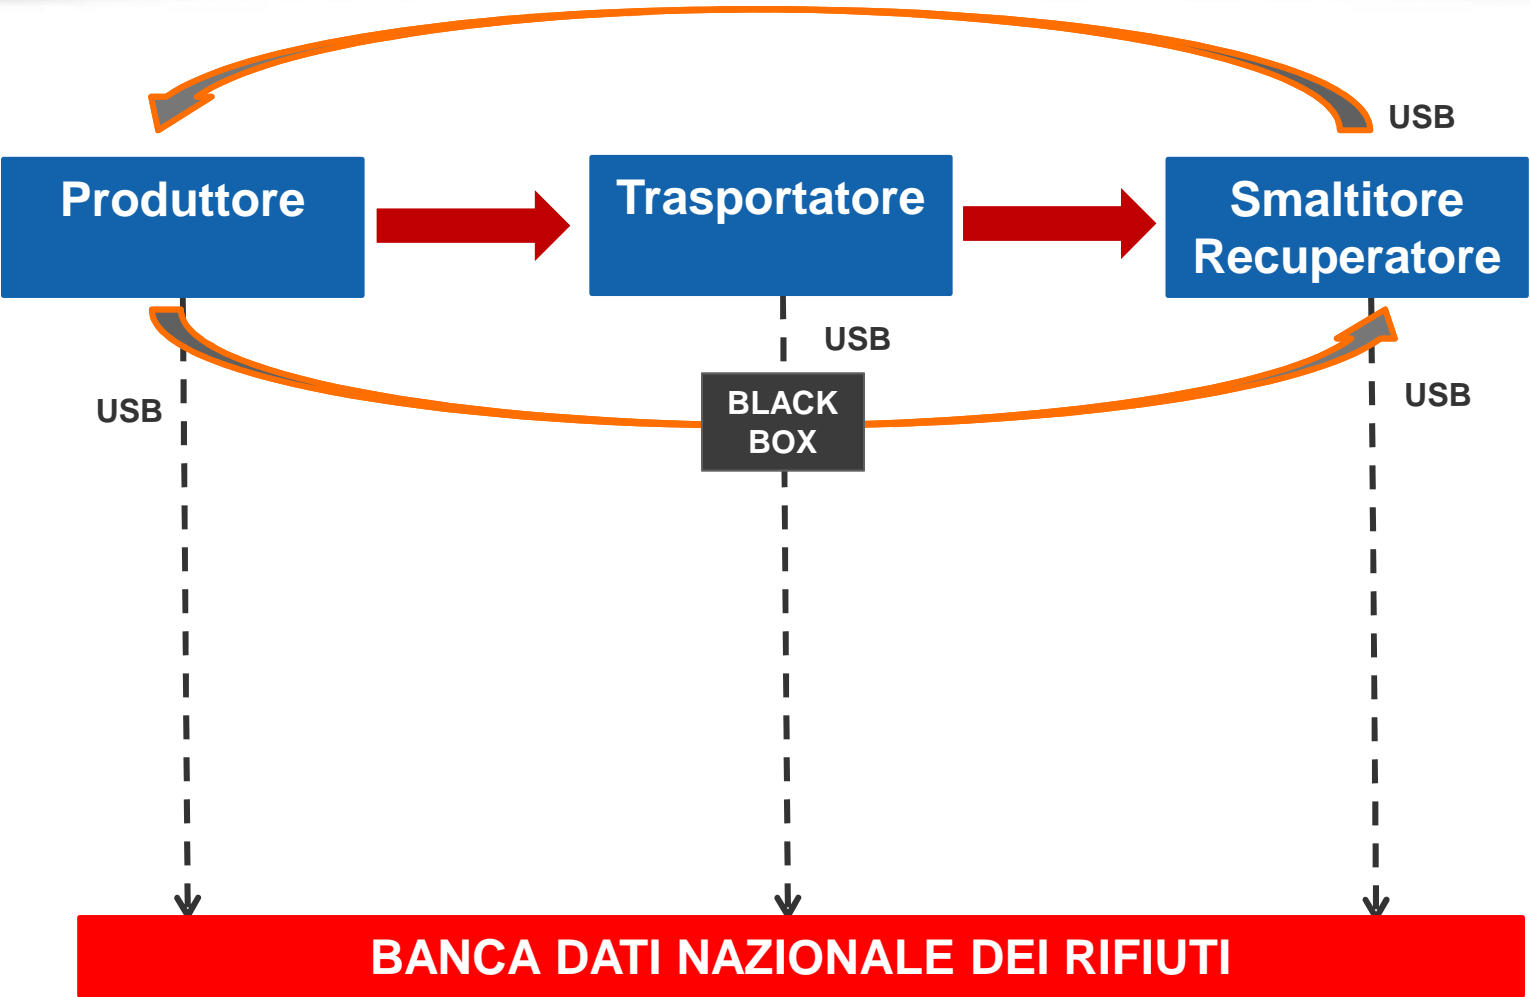 USB
Produttore
Trasportatore
Smaltitore
Recuperatore
USB
USB
BLACK
BOX
USB
BANCA DATI NAZIONALE DEI RIFIUTI